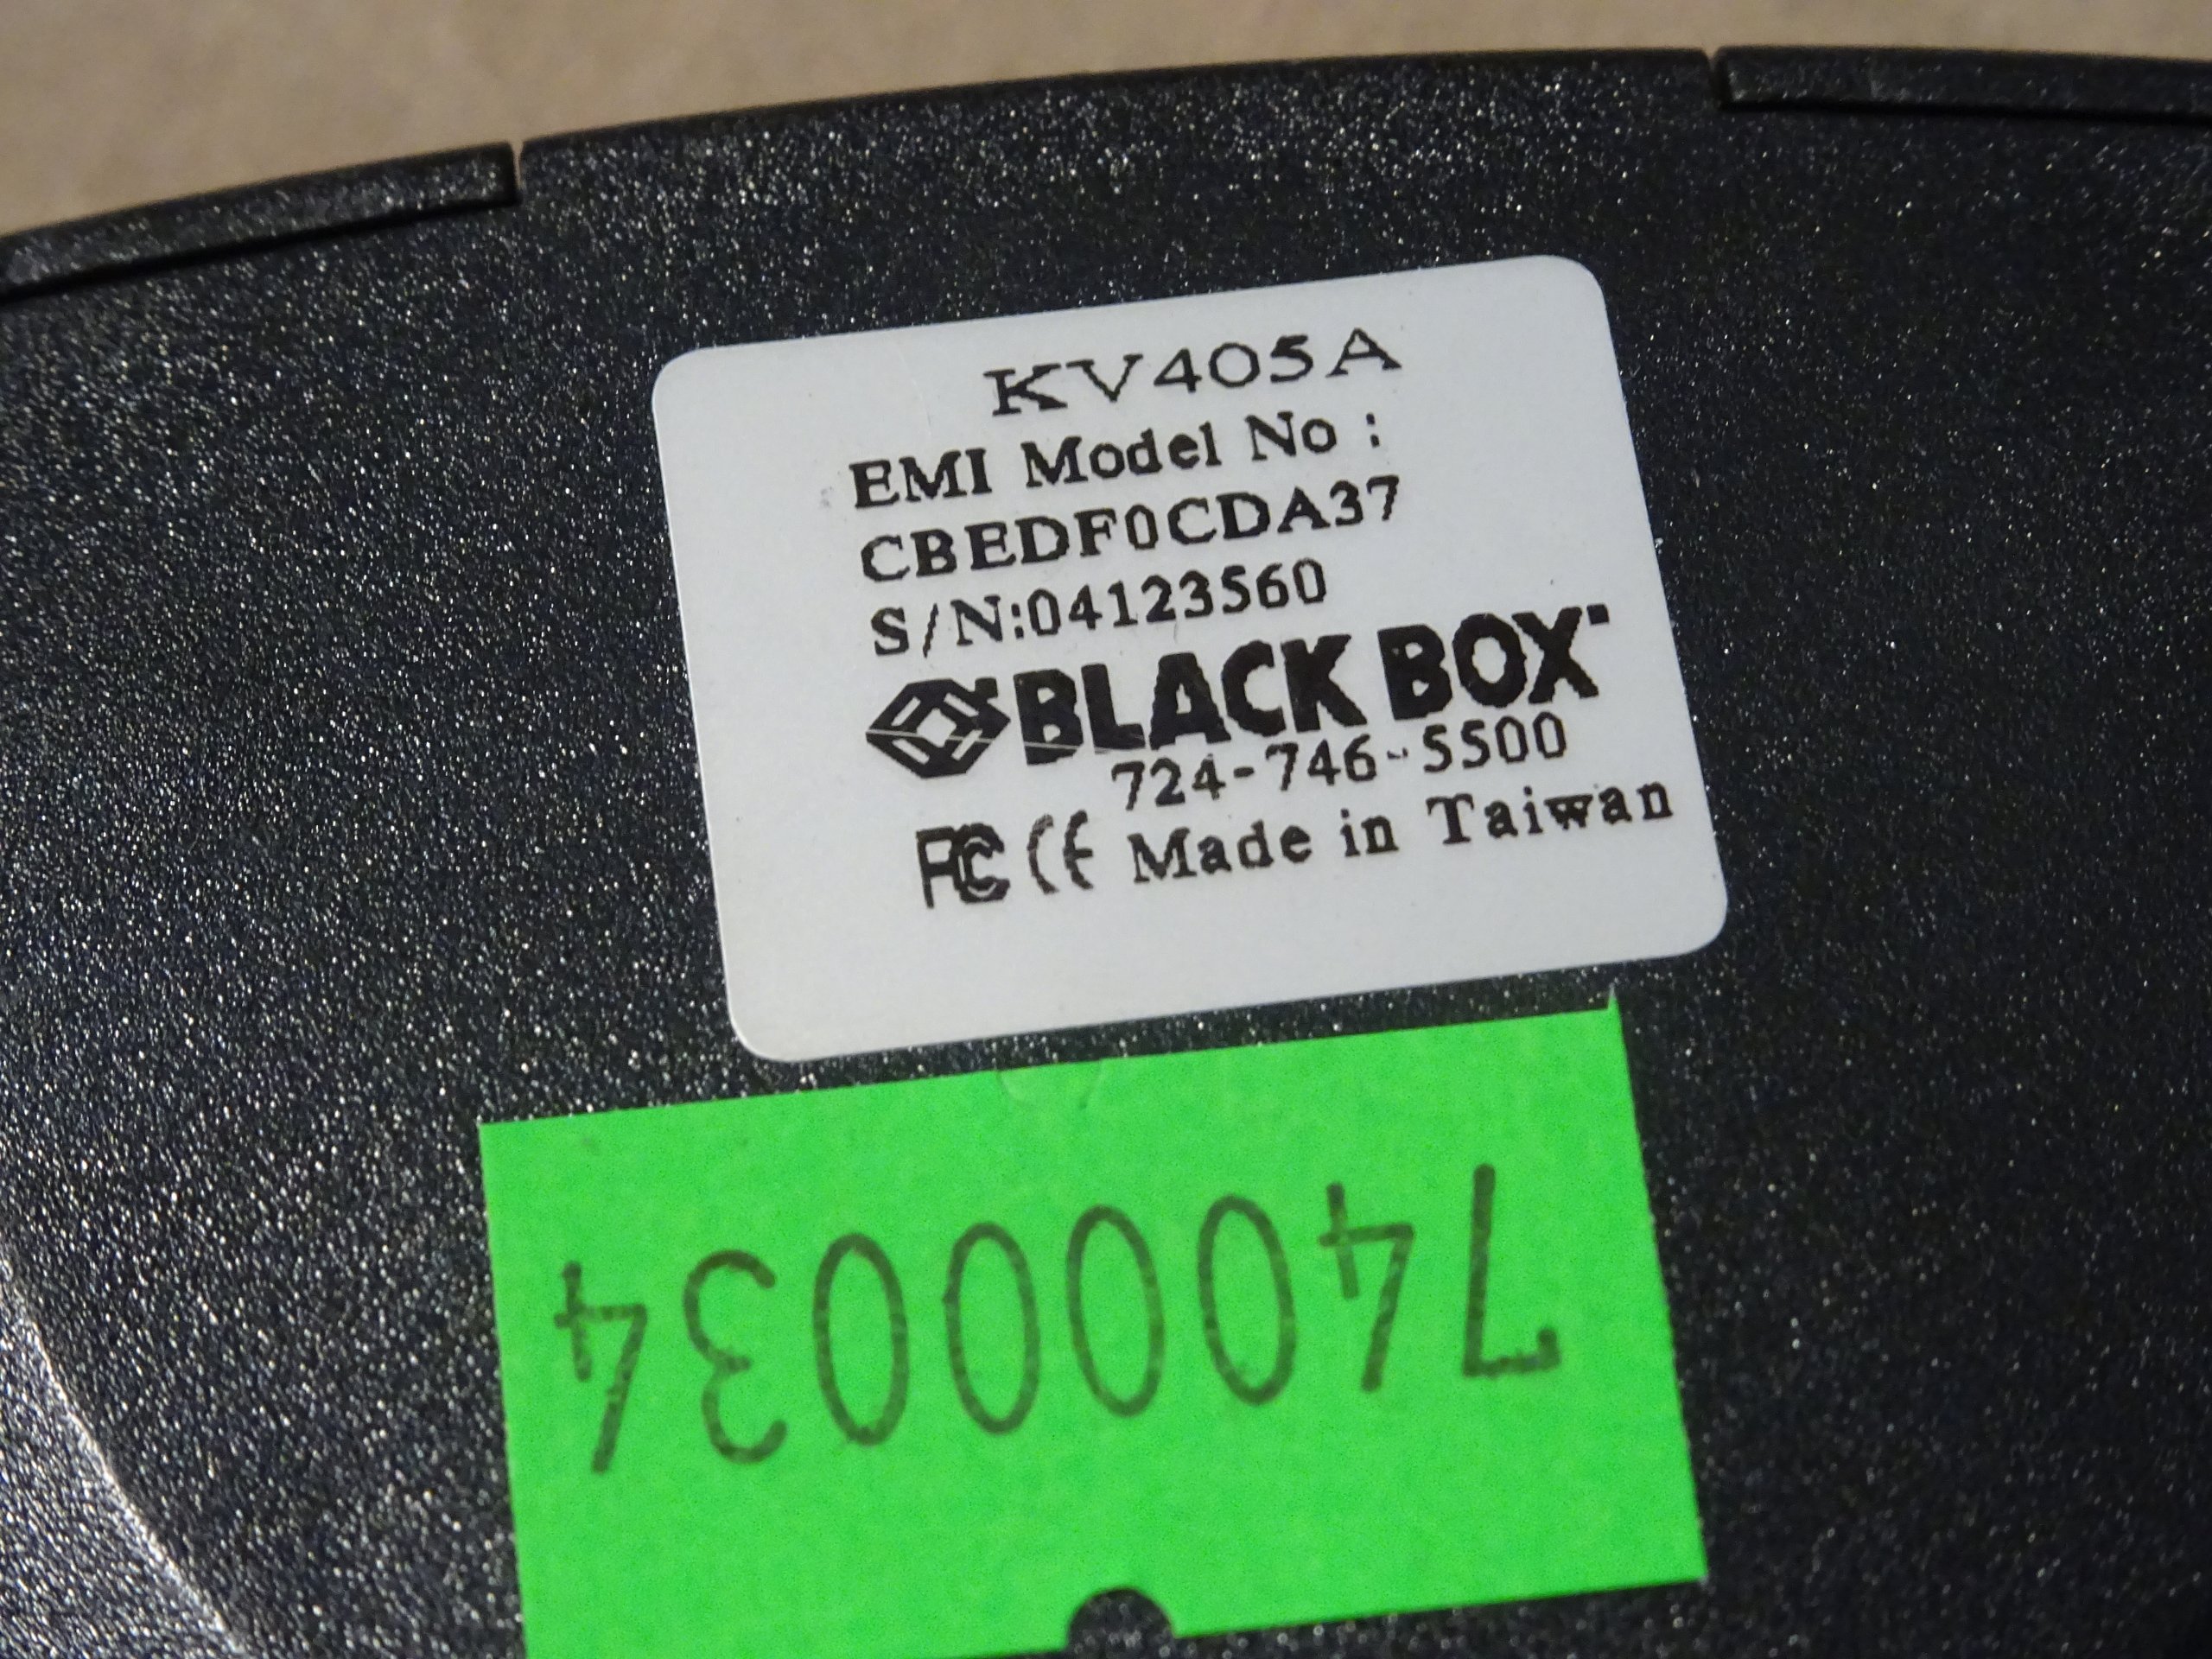 KV405A
EMI Model No :
CBEDF0CDA37
S/N:04123560
BLACK BOX
724-746-5500
FC CE Made in Taiwan
7400034